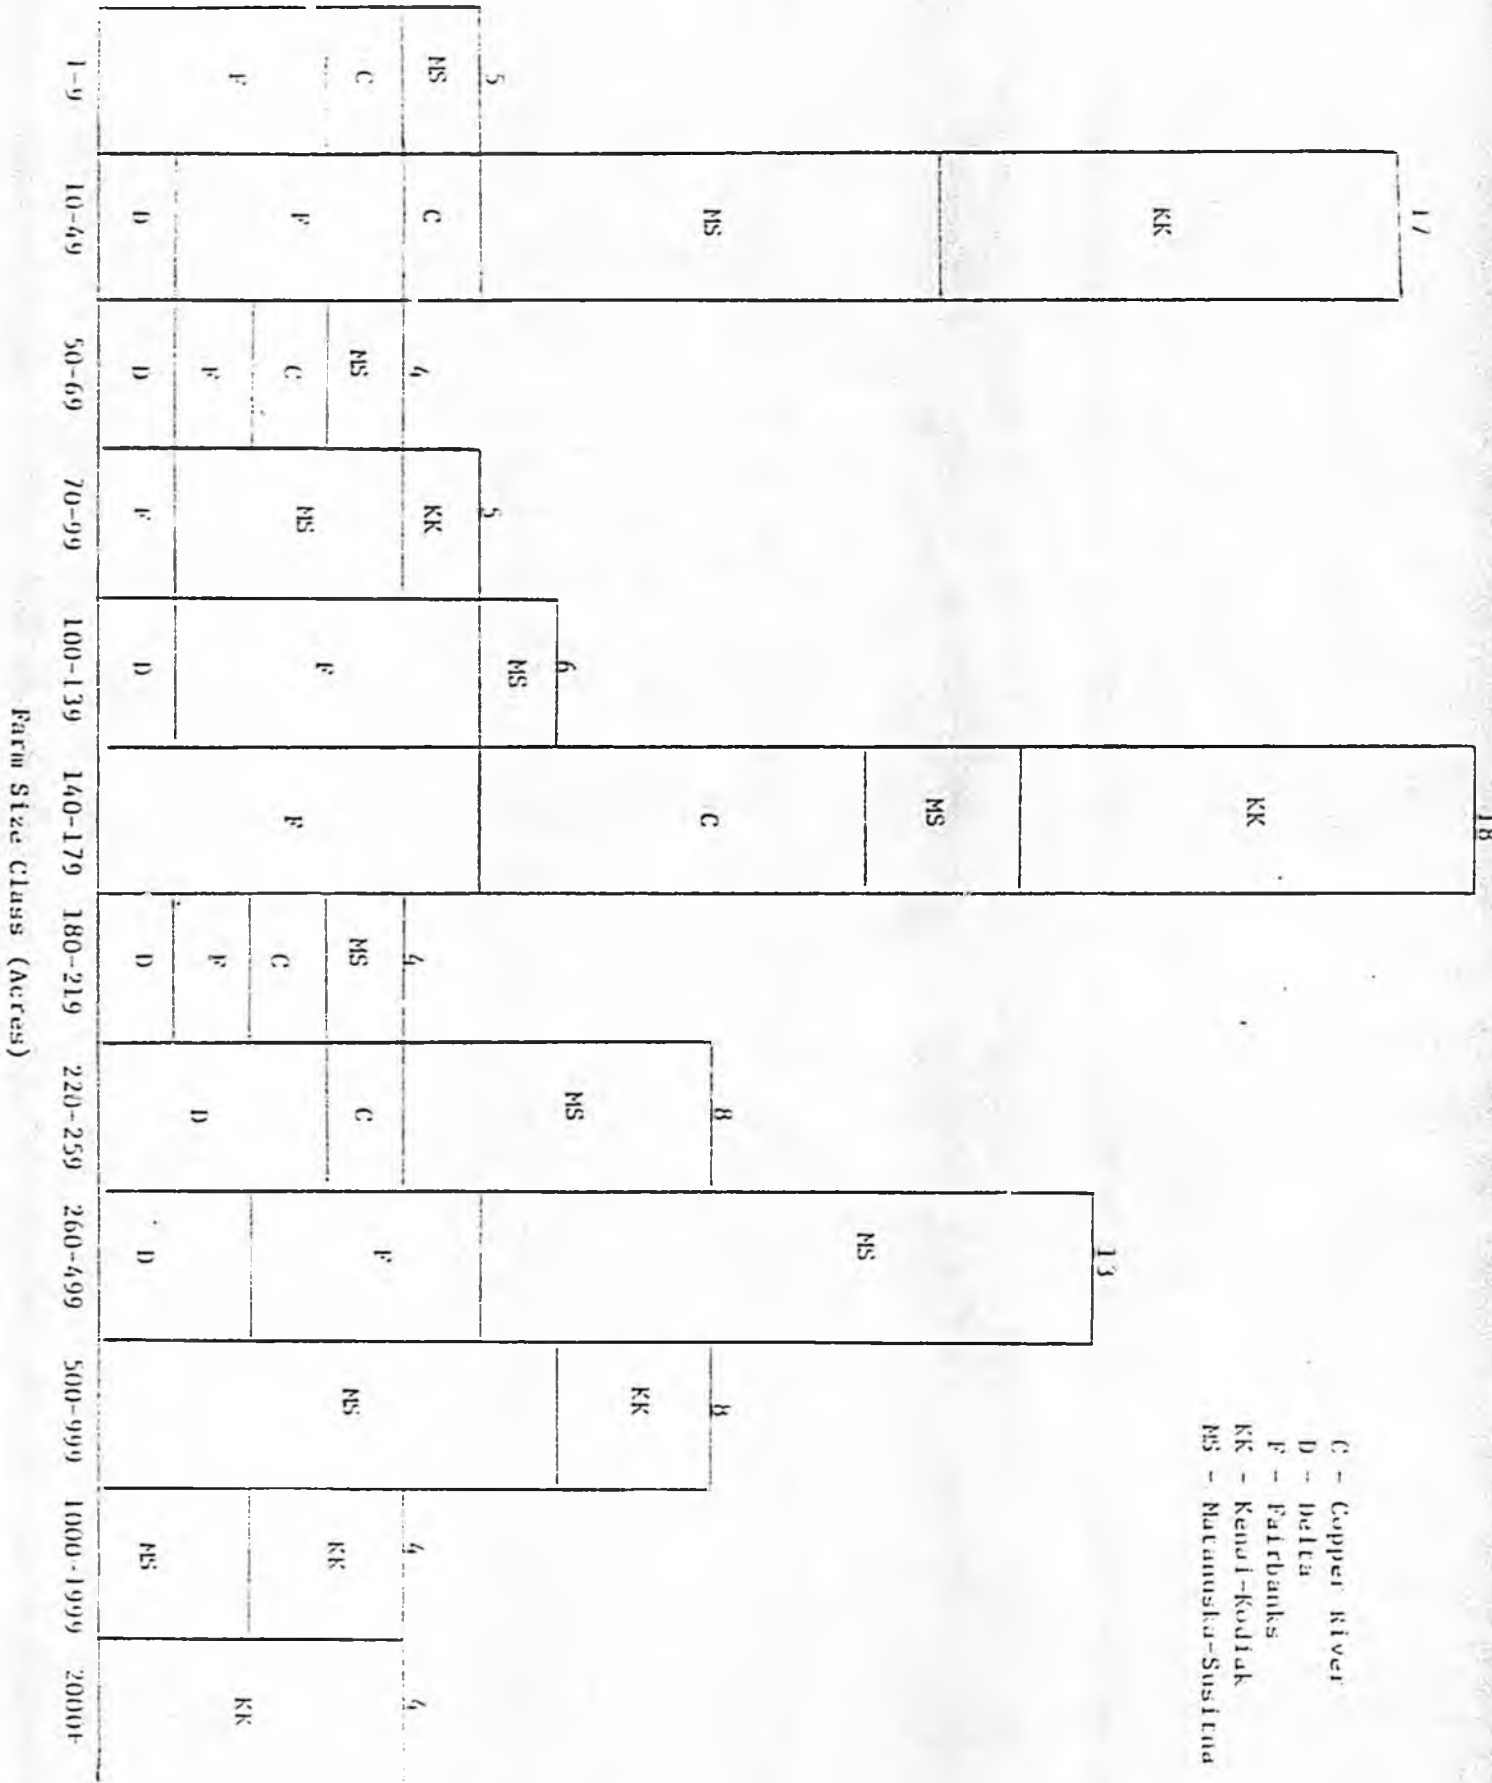 C - Copper River
D - Delta
F - Fairbanks
KK - Kenai-Kodiak
MS - Matanuska-Susitna
5
MS
C
F
1-9
17
KK
MS
C
F
D
10-49
4
MS
C
F
D
50-69
5
KK
MS
F
70-99
6
MS
F
D
100-139
18
KK
MS
C
F
140-179
4
MS
C
F
D
180-219
8
MS
C
D
220-259
13
MS
F
D
260-499
8
KK
MS
500-999
4
KK
MS
1000-1999
4
KK
2000+
Farm Size Class (Acres)